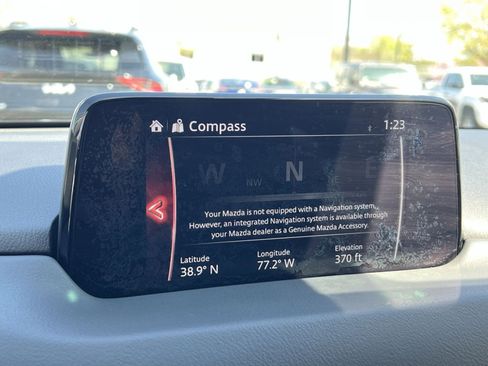 Compass
1:23
W NW N E
Your Mazda is not equipped with a Navigation system.
However, an integrated Navigation system is available through
your Mazda dealer as a Genuine Mazda Accessory.
Latitude Longitude Elevation
38.9° N 77.2° W 370 ft